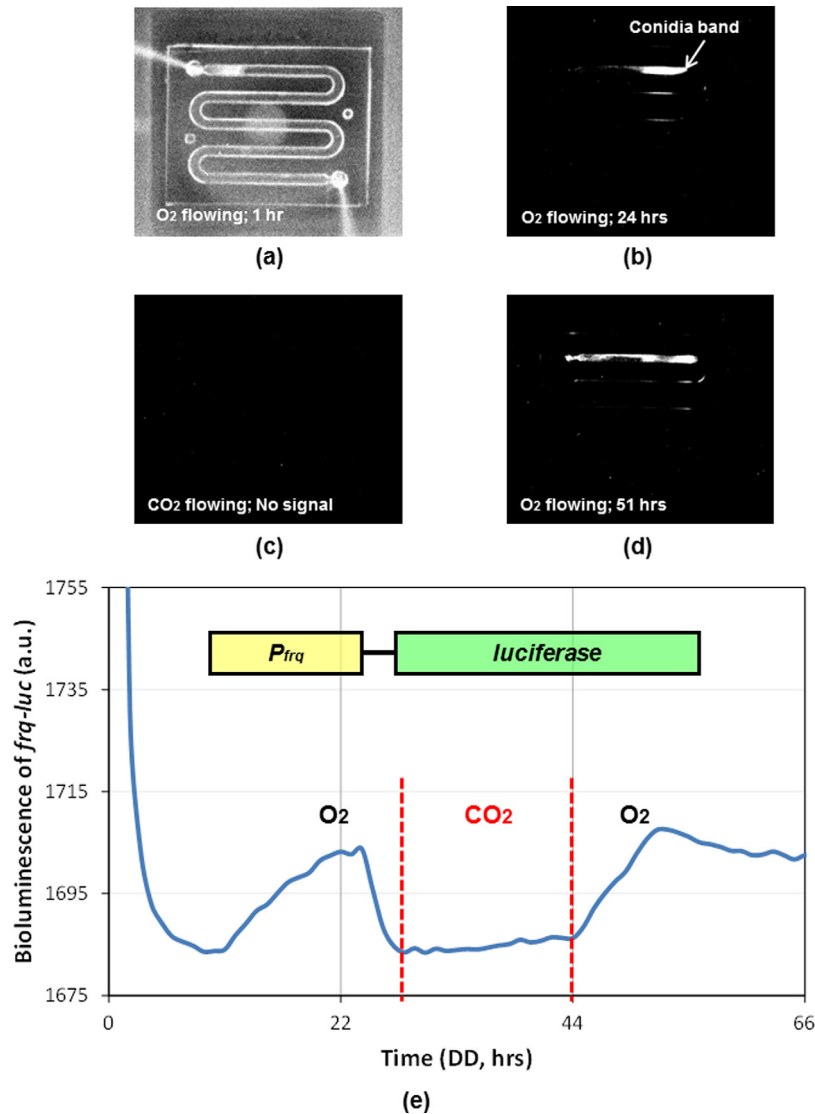 O2 flowing; 1 hr
(a)
Conidia band
O2 flowing; 24 hrs
(b)
CO2 flowing; No signal
(c)
O2 flowing; 51 hrs
(d)
1755
1735
1715
1695
1675
Bioluminescence of frq-luc (a.u.)
Pfrq
luciferase
O2
CO2
O2
0
22
44
66
Time (DD, hrs)
(e)